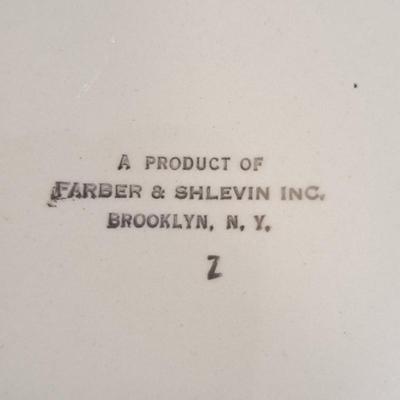 A PRODUCT OF
FARBER & SHLEVIN INC.
BROOKLYN, N. Y.
Z